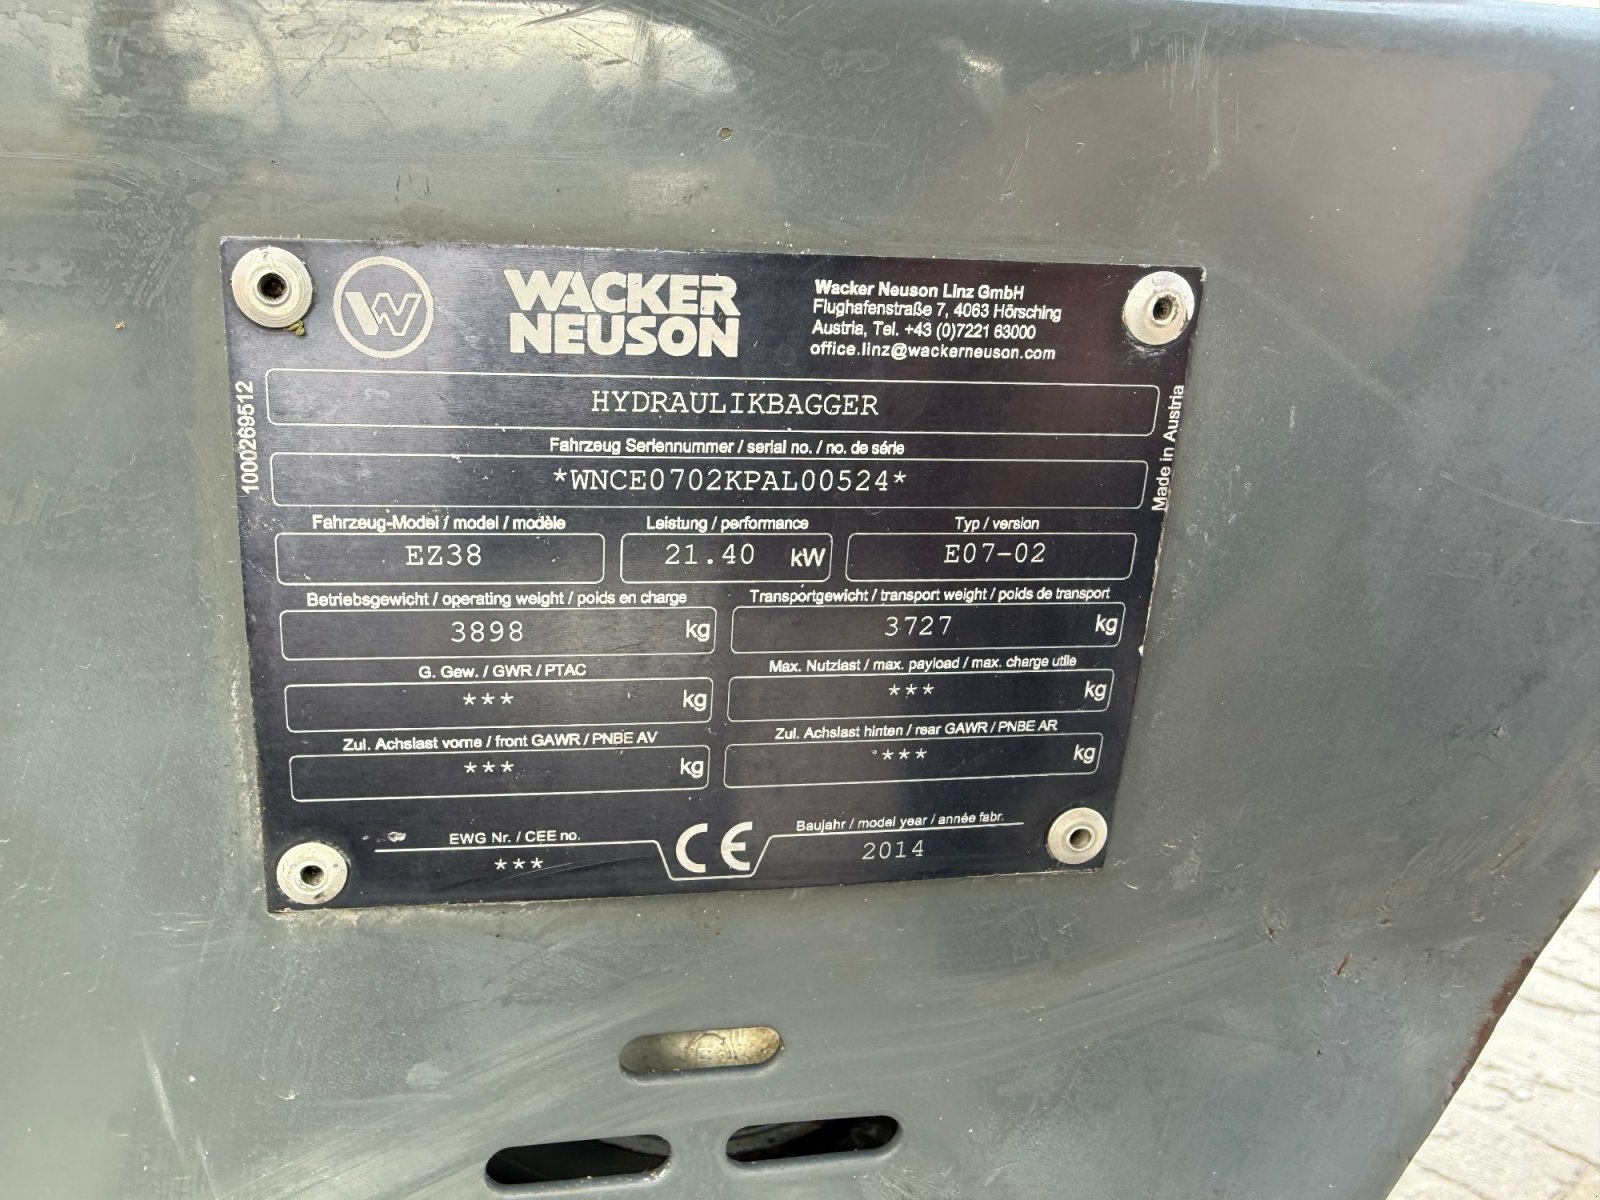 WACKER
NEUSON
Wacker Neuson Linz GmbH
Flughafenstraße 7, 4063 Hörsching
Austria, Tel. +43 (0)7221 63000
office.linz@wackerneuson.com
1000269512
Made in Austria
HYDRAULIKBAGGER
Fahrzeug Seriennummer / serial no. / no. de série
*WNCE0702KPAL00524*
Fahrzeug-Model / model / modèle Leistung / performance Typ / version
EZ38 21.40 kW E07-02
Betriebsgewicht / operating weight / poids en charge Transportgewicht / transport weight / poids de transport
3898 kg 3727 kg
G. Gew. / GWR / PTAC Max. Nutzlast / max. payload / max. charge utile
*** kg *** kg
Zul. Achslast vorne / front GAWR / PNBE AV Zul. Achslast hinten / rear GAWR / PNBE AR
*** kg *** kg
EWG Nr. / CEE no. CE Baujahr / model year / année fabr.
*** 2014